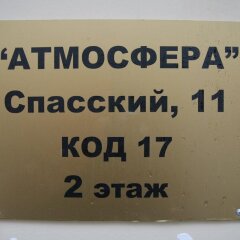 "АТМОСФЕРА"
Спасский, 11
КОД 17
2 этаж